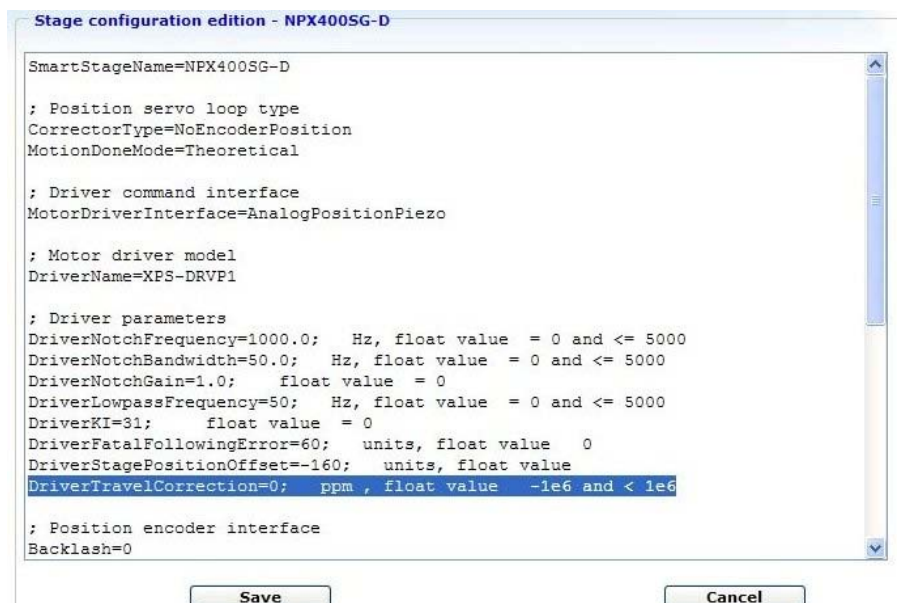 Stage configuration edition - NPX400SG-D
SmartStageName=NPX400SG-D
; Position servo loop type
CorrectorType=NoEncoderPosition
MotionDoneMode=Theoretical
; Driver command interface
MotorDriverInterface=AnalogPositionPiezo
; Motor driver model
DriverName=XPS-DRVP1
; Driver parameters
DriverNotchFrequency=1000.0;   Hz, float value  = 0 and <= 5000
DriverNotchBandwidth=50.0;   Hz, float value  = 0 and <= 5000
DriverNotchGain=1.0;    float value  = 0
DriverLowpassFrequency=50;   Hz, float value  = 0 and <= 5000
DriverKI=31;    float value  = 0
DriverFatalFollowingError=60;   units, float value   0
DriverStagePositionOffset=-160;   units, float value
DriverTravelCorrection=0;   ppm , float value   -1e6 and < 1e6
; Position encoder interface
Backlash=0
Save
Cancel